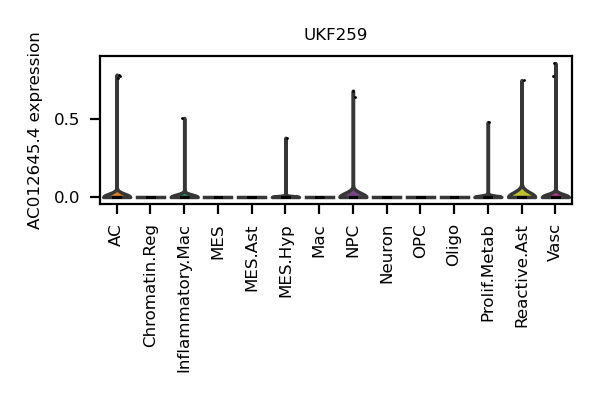 UKF259
AC012645.4 expression
0.5
0.0
AC
Chromatin.Reg
Inflammatory.Mac
MES
MES.Ast
MES.Hyp
Mac
NPC
Neuron
OPC
Oligo
Prolif.Metab
Reactive.Ast
Vasc